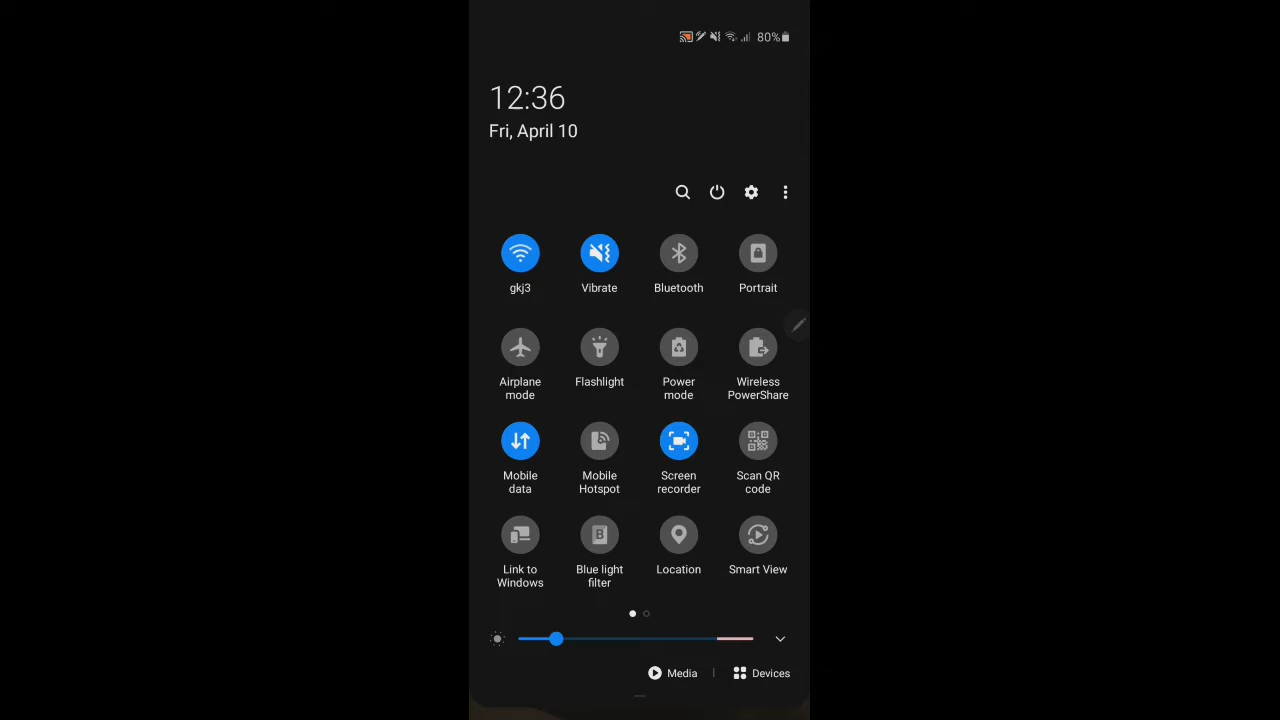 80%
12:36
Fri, April 10
gkj3
Vibrate
Bluetooth
Portrait
Airplane
mode
Flashlight
Power
mode
Wireless
PowerShare
Mobile
data
Mobile
Hotspot
Screen
recorder
Scan QR
code
Link to
Windows
B
Blue light
filter
Location
Smart View
Media | Devices